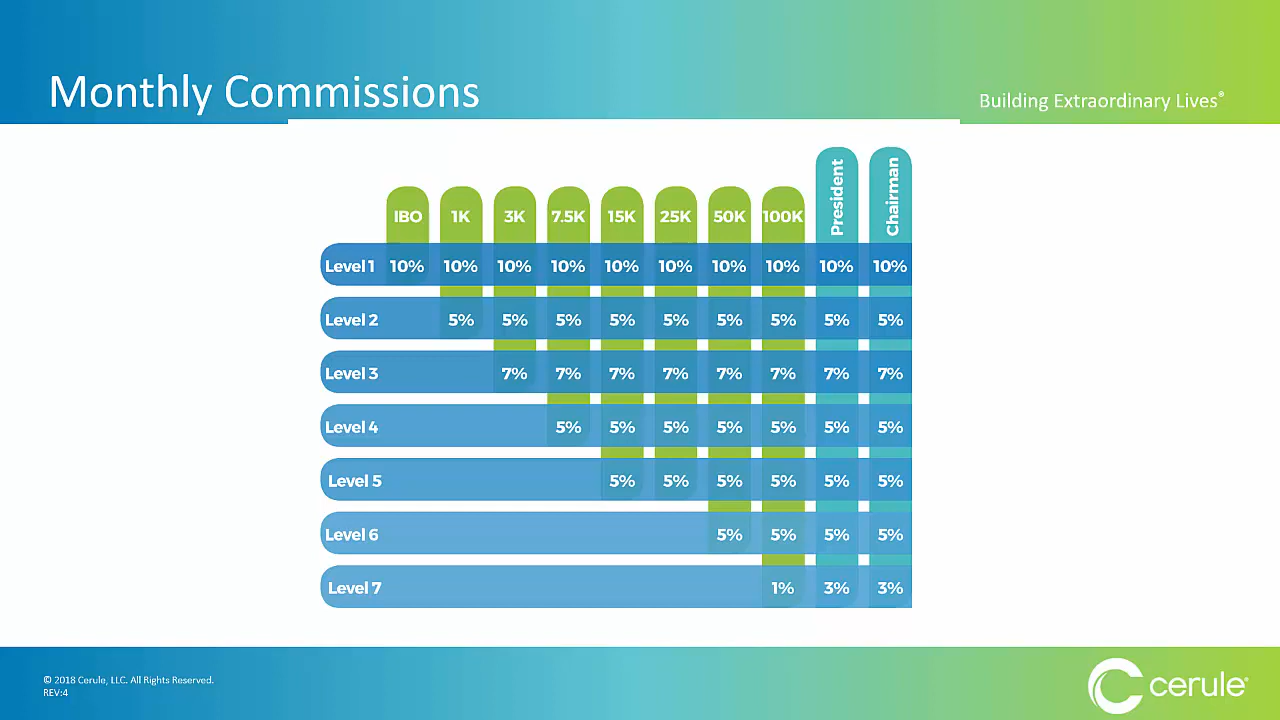 Monthly Commissions
Building Extraordinary Lives®
IBO 1K 3K 7.5K 15K 25K 50K 100K President Chairman
Level 1 10% 10% 10% 10% 10% 10% 10% 10% 10% 10%
Level 2 5% 5% 5% 5% 5% 5% 5% 5% 5%
Level 3 7% 7% 7% 7% 7% 7% 7% 7%
Level 4 5% 5% 5% 5% 5% 5% 5%
Level 5 5% 5% 5% 5% 5% 5%
Level 6 5% 5% 5% 5%
Level 7 1% 3% 3%
© 2018 Cerule, LLC. All Rights Reserved.
REV:4
cerule®